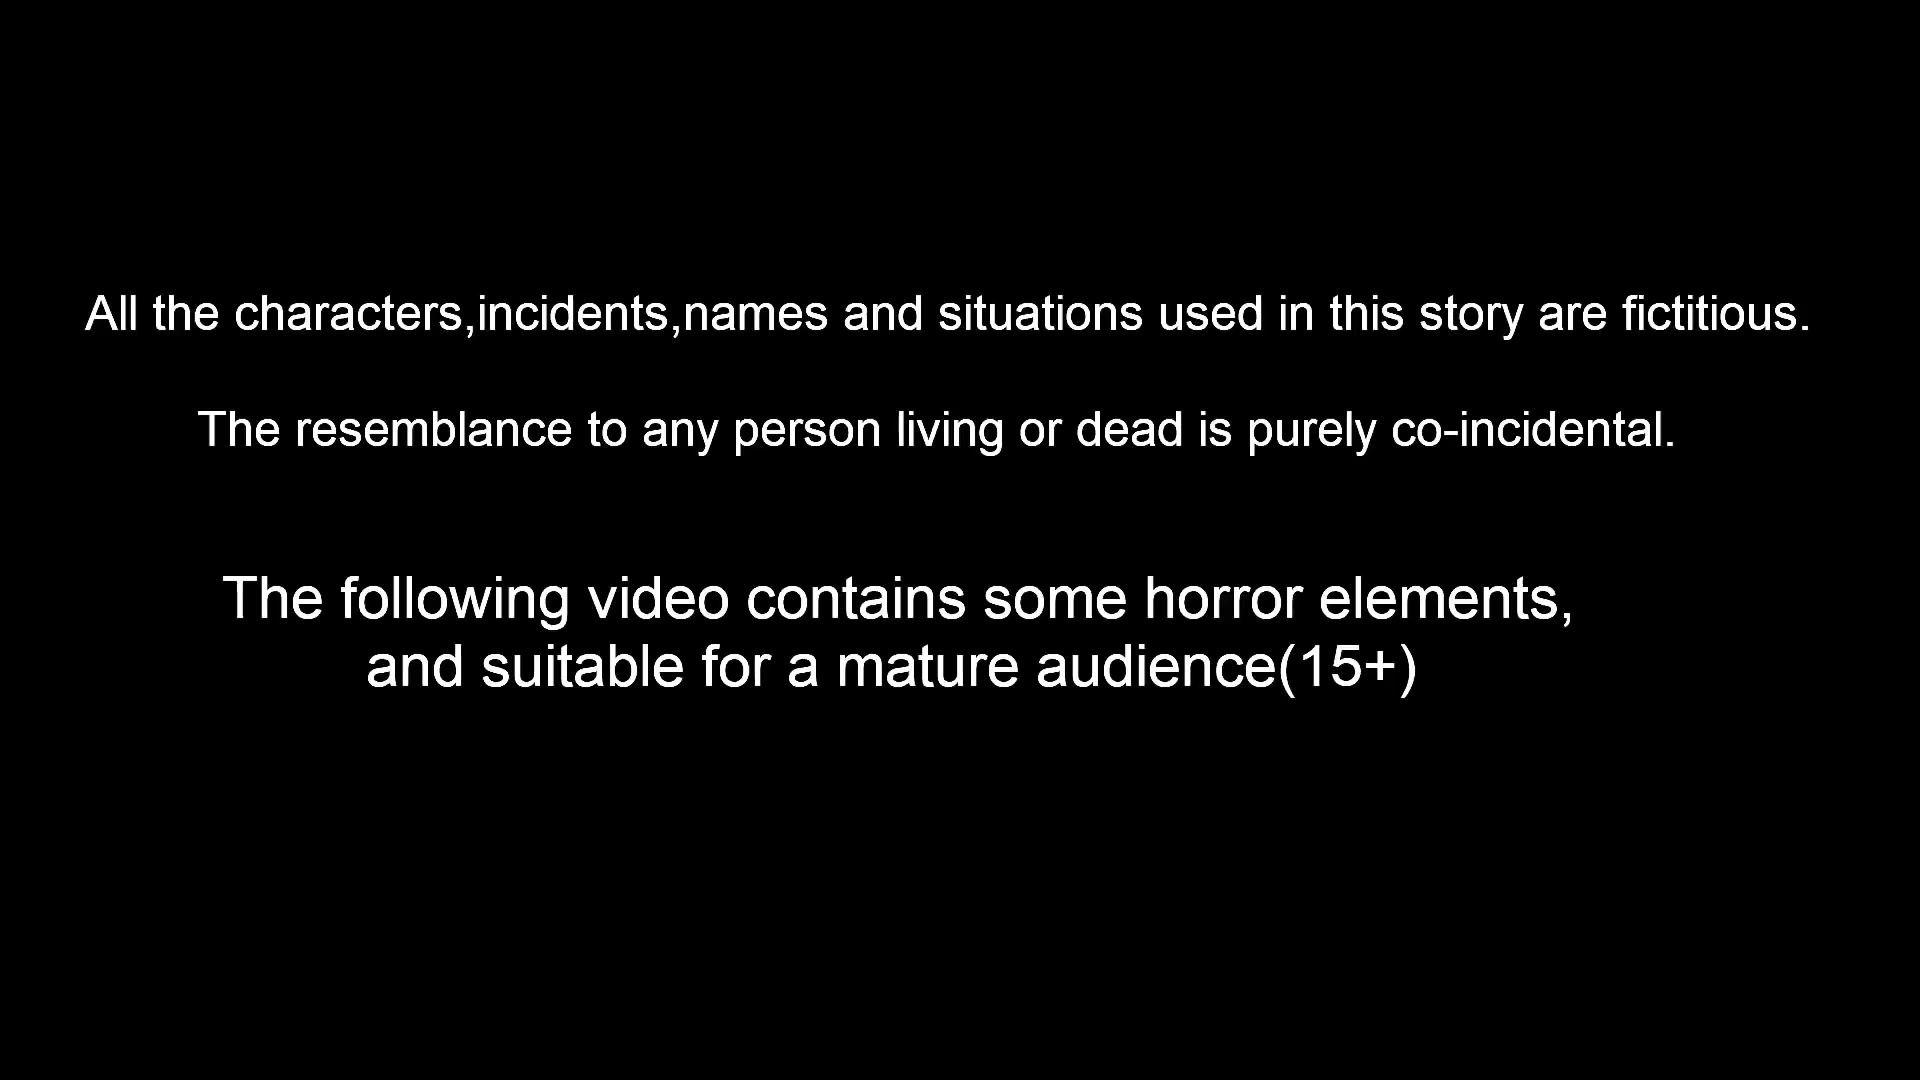 All the characters,incidents,names and situations used in this story are fictitious.
The resemblance to any person living or dead is purely co-incidental.
The following video contains some horror elements,
and suitable for a mature audience(15+)